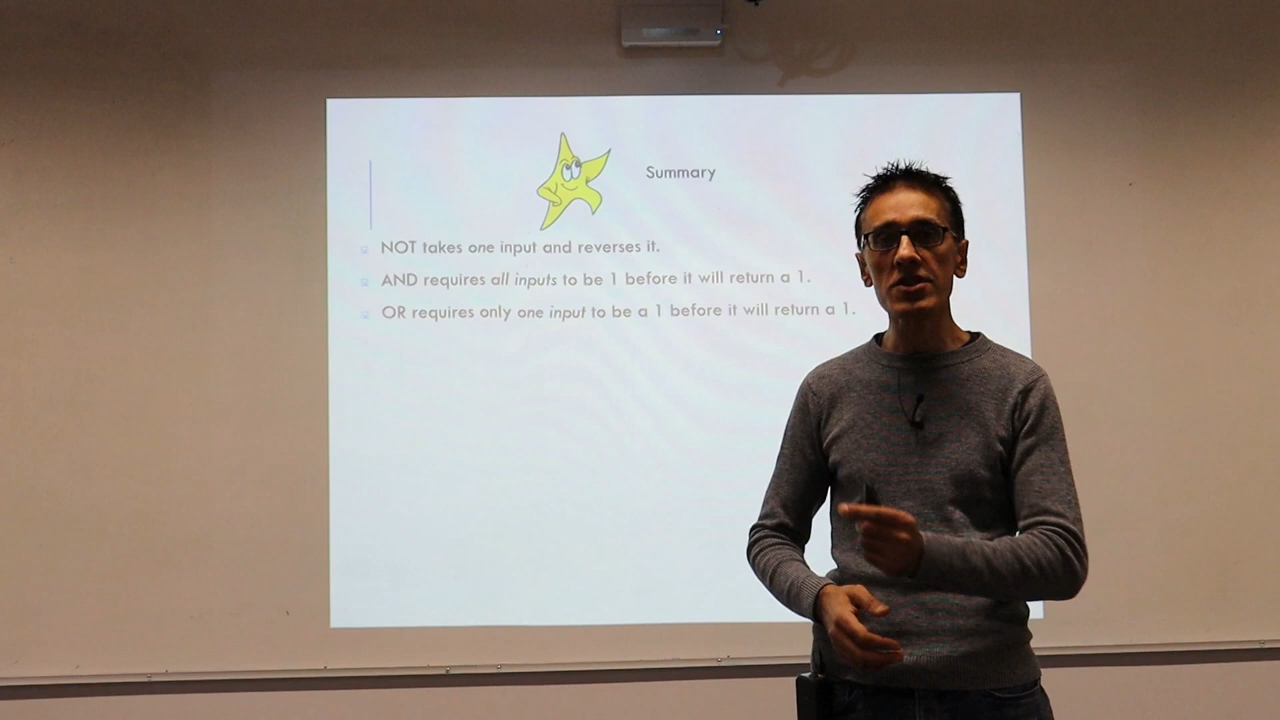 Summary
NOT takes one input and reverses it.
AND requires all inputs to be 1 before it will return a 1.
OR requires only one input to be a 1 before it will return a 1.